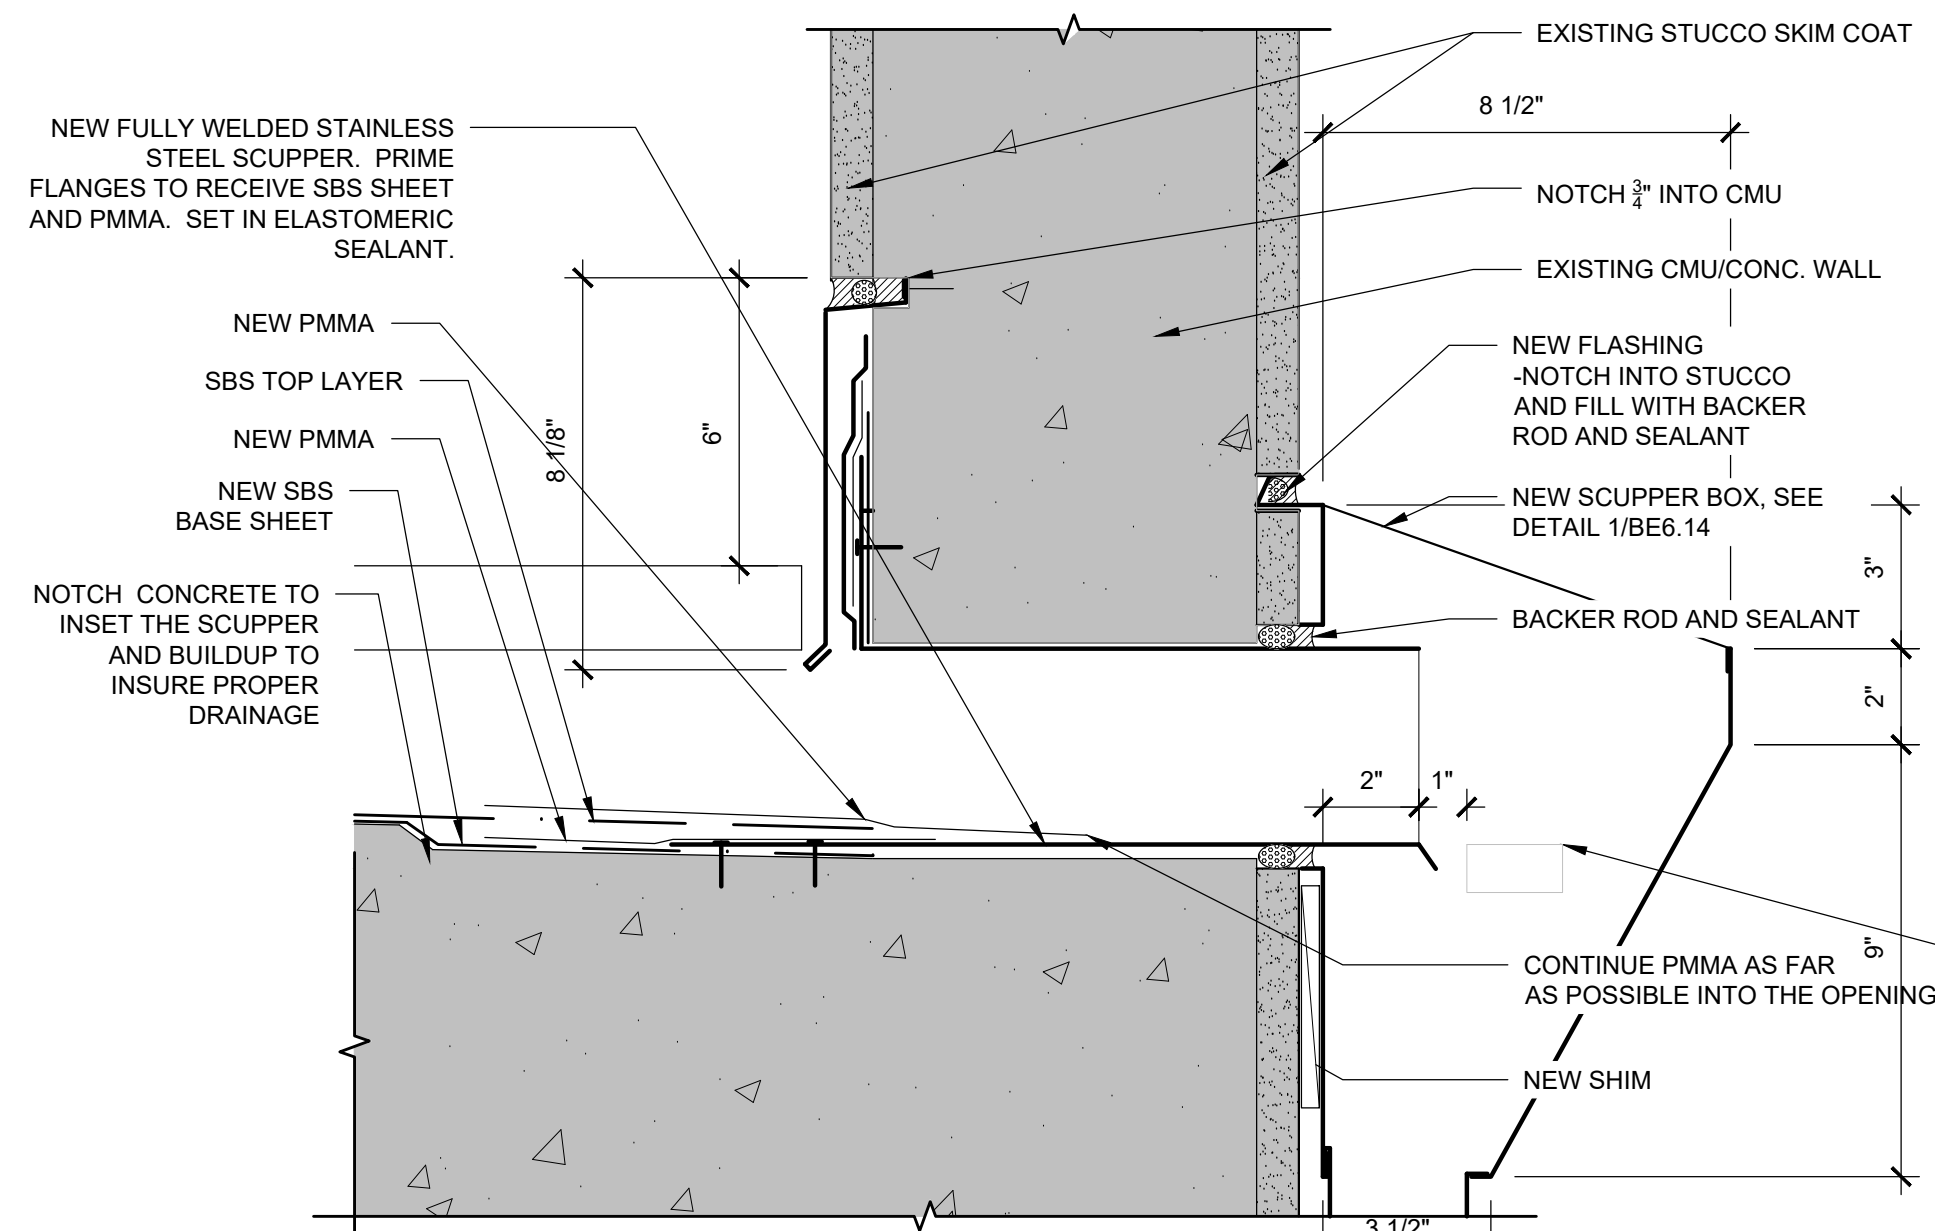 EXISTING STUCCO SKIM COAT
8 1/2"
NEW FULLY WELDED STAINLESS
STEEL SCUPPER. PRIME
FLANGES TO RECEIVE SBS SHEET
AND PMMA. SET IN ELASTOMERIC
SEALANT.
NOTCH 3/4" INTO CMU
EXISTING CMU/CONC. WALL
NEW PMMA
SBS TOP LAYER
NEW PMMA
NEW SBS
BASE SHEET
NOTCH CONCRETE TO
INSET THE SCUPPER
AND BUILDUP TO
INSURE PROPER
DRAINAGE
8 1/8"
6"
NEW FLASHING
-NOTCH INTO STUCCO
AND FILL WITH BACKER
ROD AND SEALANT
NEW SCUPPER BOX, SEE
DETAIL 1/BE6.14
3"
BACKER ROD AND SEALANT
2"
2"
1"
9"
CONTINUE PMMA AS FAR
AS POSSIBLE INTO THE OPENING
NEW SHIM
3 1/2"